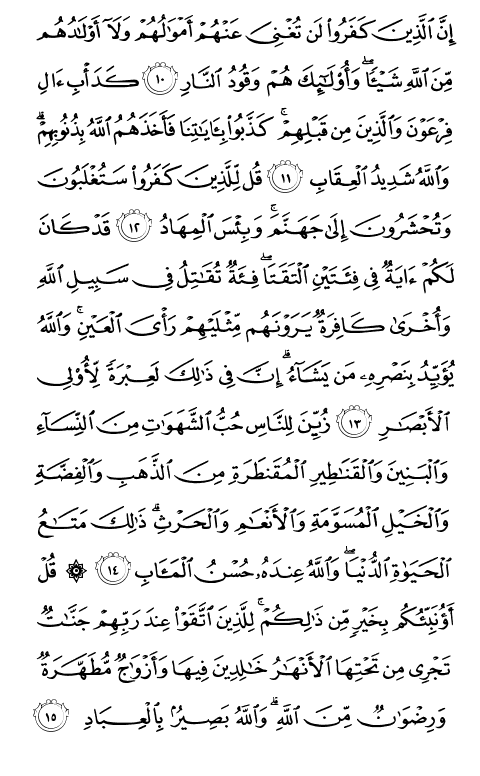 إِنَّ ٱلَّذِينَ كَفَرُوا۟ لَن تُغْنِىَ عَنْهُمْ أَمْوَٰلُهُمْ وَلَآ أَوْلَـٰدُهُم
مِّنَ ٱللَّهِ شَيْـًٔا ۖ وَأُو۟لَـٰٓئِكَ هُمْ وَقُودُ ٱلنَّارِ ١٠ كَدَأْبِ ءَالِ
فِرْعَوْنَ وَٱلَّذِينَ مِن قَبْلِهِمْ ۚ كَذَّبُوا۟ بِـَٔايَـٰتِنَا فَأَخَذَهُمُ ٱللَّهُ بِذُنُوبِهِمْ ۗ
وَٱللَّهُ شَدِيدُ ٱلْعِقَابِ ١١ قُل لِّلَّذِينَ كَفَرُوا۟ سَتُغْلَبُونَ
وَتُحْشَرُونَ إِلَىٰ جَهَنَّمَ ۚ وَبِئْسَ ٱلْمِهَادُ ١٢ قَدْ كَانَ
لَكُمْ ءَايَةٌ فِى فِئَتَيْنِ ٱلْتَقَتَا ۖ فِئَةٌ تُقَـٰتِلُ فِى سَبِيلِ ٱللَّهِ
وَأُخْرَىٰ كَافِرَةٌ يَرَوْنَهُم مِّثْلَيْهِمْ رَأْىَ ٱلْعَيْنِ ۚ وَٱللَّهُ
يُؤَيِّدُ بِنَصْرِهِۦ مَن يَشَآءُ ۗ إِنَّ فِى ذَٰلِكَ لَعِبْرَةً لِّأُو۟لِى
ٱلْأَبْصَـٰرِ ١٣ زُيِّنَ لِلنَّاسِ حُبُّ ٱلشَّهَوَٰتِ مِنَ ٱلنِّسَآءِ
وَٱلْبَنِينَ وَٱلْقَنَـٰطِيرِ ٱلْمُقَنطَرَةِ مِنَ ٱلذَّهَبِ وَٱلْفِضَّةِ
وَٱلْخَيْلِ ٱلْمُسَوَّمَةِ وَٱلْأَنْعَـٰمِ وَٱلْحَرْثِ ۗ ذَٰلِكَ مَتَـٰعُ
ٱلْحَيَوٰةِ ٱلدُّنْيَا ۖ وَٱللَّهُ عِندَهُۥ حُسْنُ ٱلْمَـَٔابِ ١٤ ۞ قُلْ
أَؤُنَبِّئُكُم بِخَيْرٍ مِّن ذَٰلِكُمْ ۚ لِلَّذِينَ ٱتَّقَوْا۟ عِندَ رَبِّهِمْ جَنَّـٰتٌ
تَجْرِى مِن تَحْتِهَا ٱلْأَنْهَـٰرُ خَـٰلِدِينَ فِيهَا وَأَزْوَٰجٌ مُّطَهَّرَةٌ
وَرِضْوَٰنٌ مِّنَ ٱللَّهِ ۗ وَٱللَّهُ بَصِيرٌۢ بِٱلْعِبَادِ ١٥